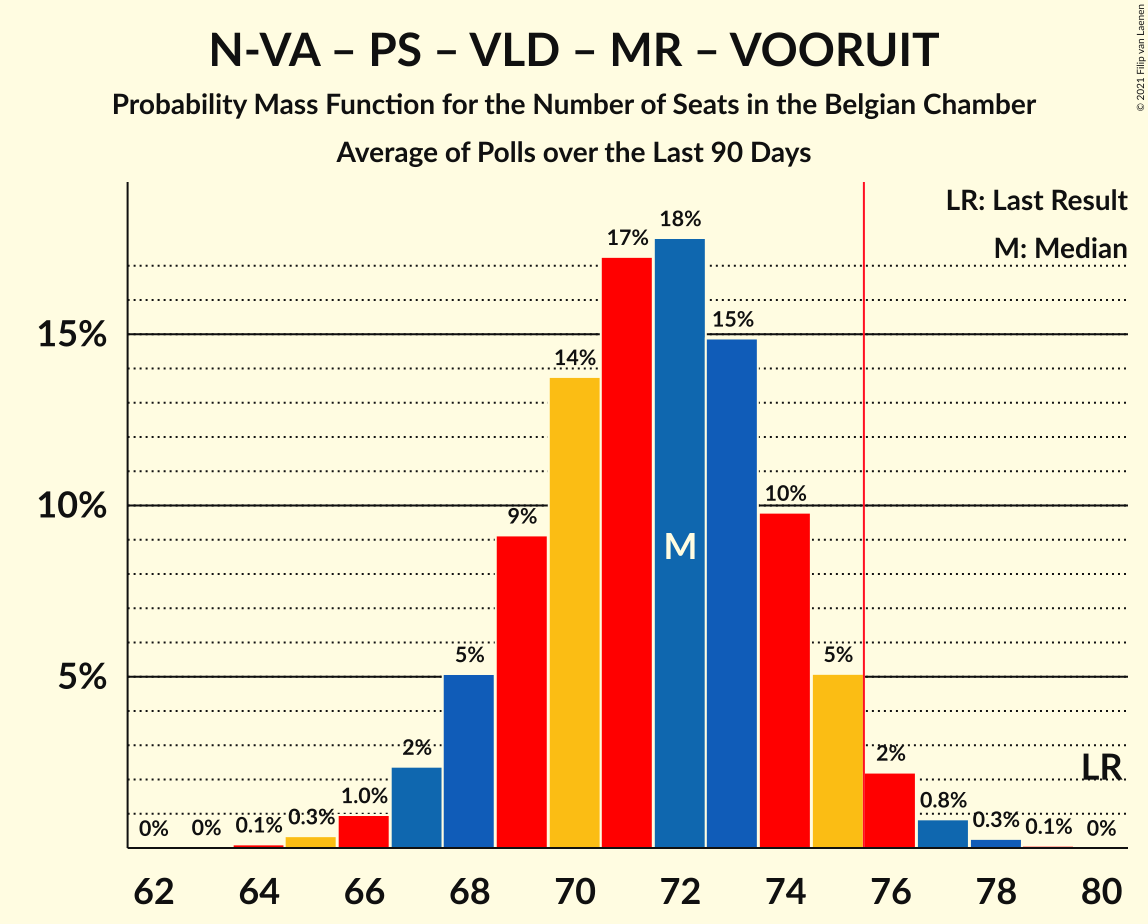 N-VA – PS – VLD – MR – VOORUIT
Probability Mass Function for the Number of Seats in the Belgian Chamber
Average of Polls over the Last 90 Days
© 2021 Filip van Laenen
LR: Last Result
M: Median
15%
10%
5%
0%
0%
0.1%
0.3%
1.0%
2%
5%
9%
14%
17%
18%
15%
10%
5%
2%
0.8%
0.3%
0.1%
0%
M
LR
62 64 66 68 70 72 74 76 78 80